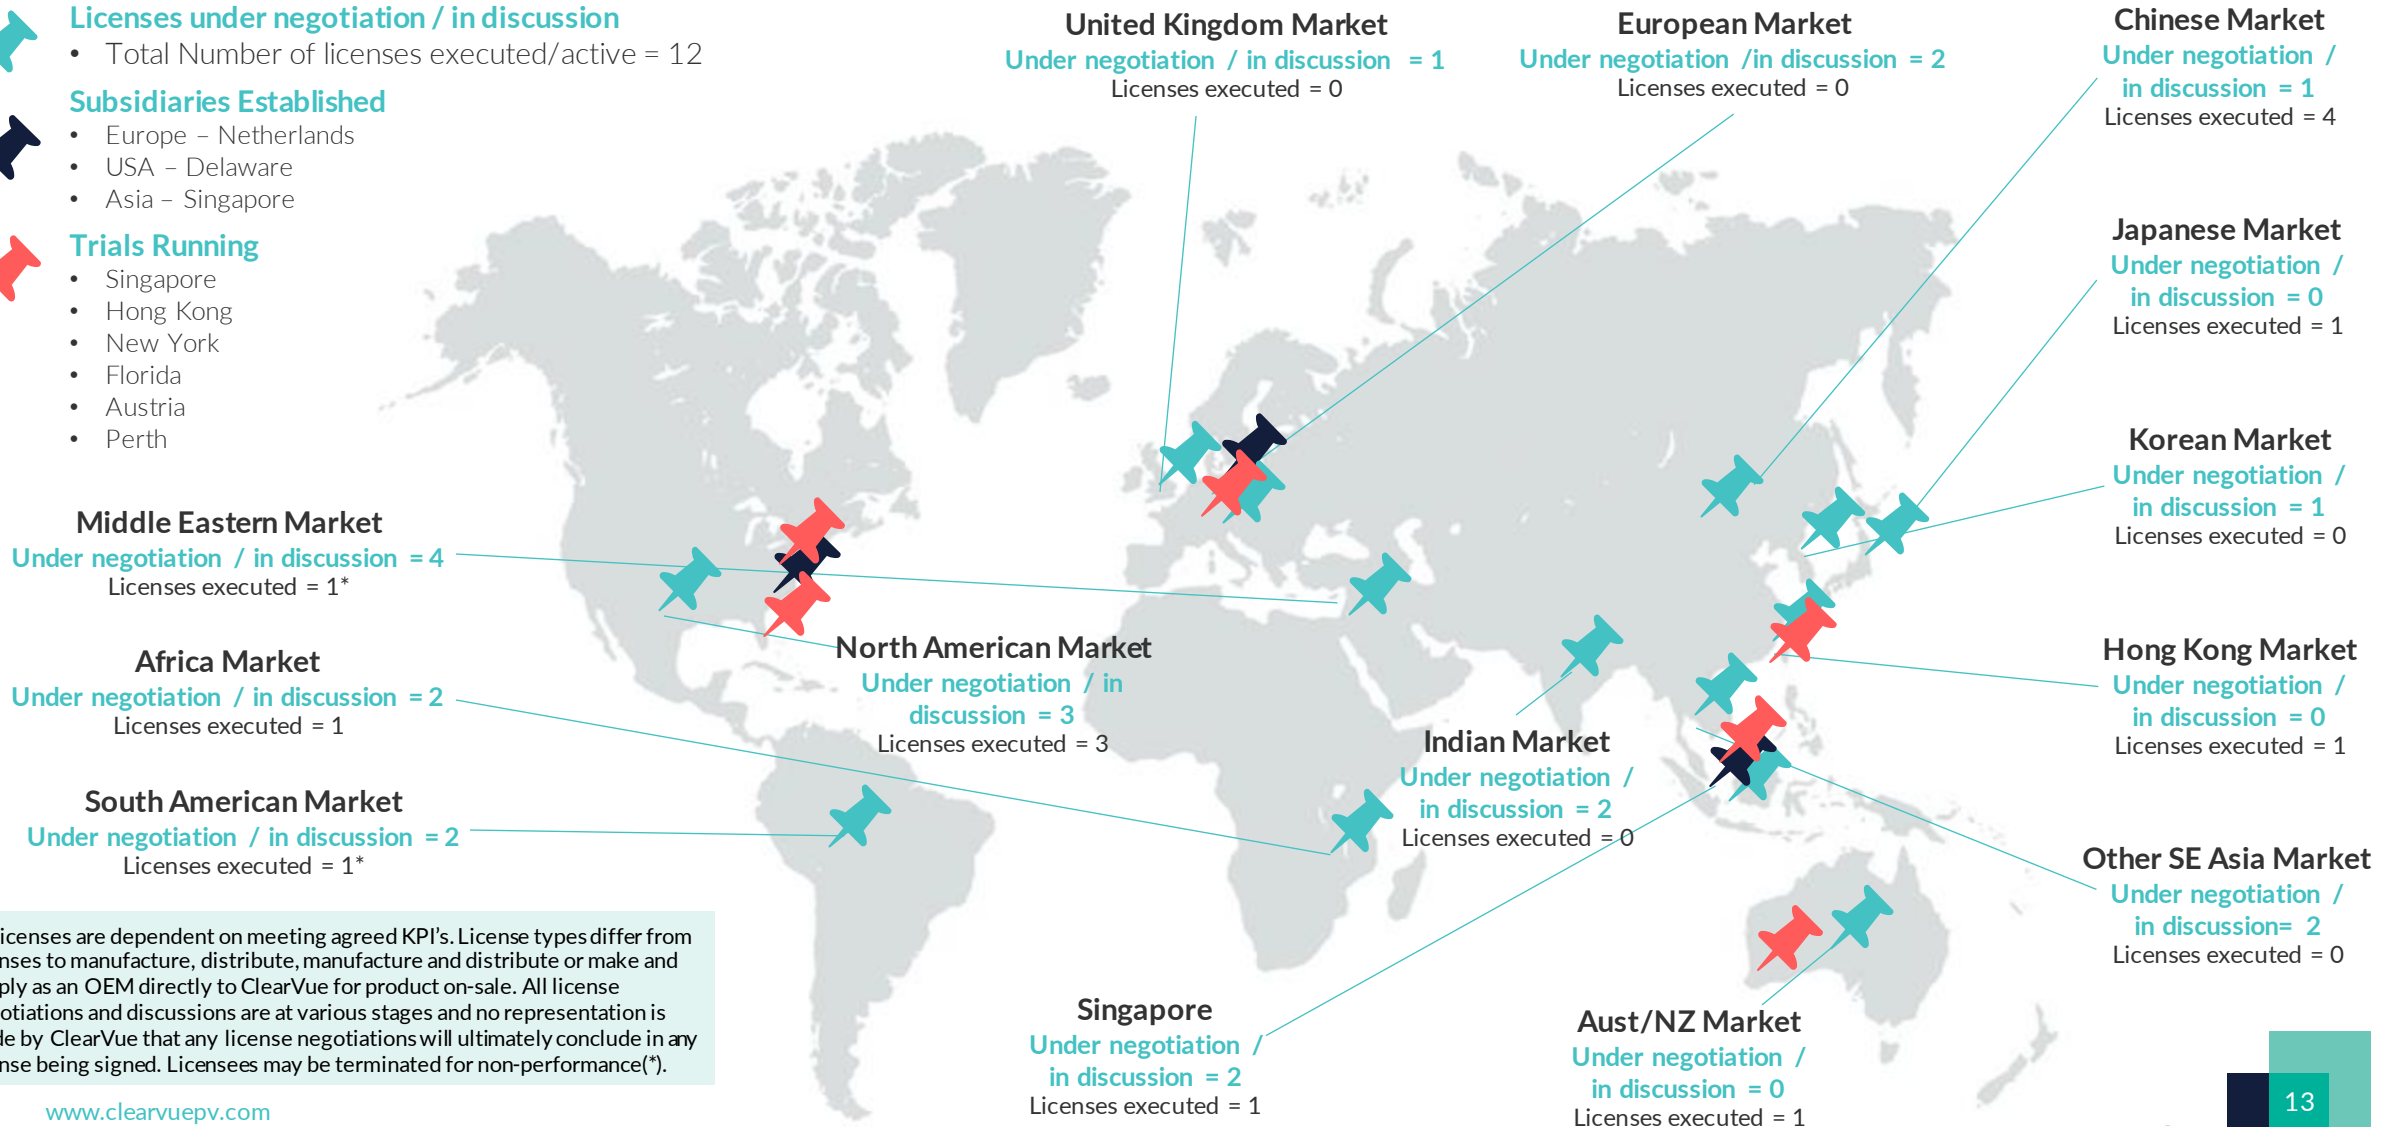 Licenses under negotiation / in discussion
• Total Number of licenses executed/active = 12
Subsidiaries Established
• Europe – Netherlands
• USA – Delaware
• Asia – Singapore
Trials Running
• Singapore
• Hong Kong
• New York
• Florida
• Austria
• Perth
United Kingdom Market
Under negotiation / in discussion = 1
Licenses executed = 0
European Market
Under negotiation /in discussion = 2
Licenses executed = 0
Chinese Market
Under negotiation /
in discussion = 1
Licenses executed = 4
Japanese Market
Under negotiation /
in discussion = 0
Licenses executed = 1
Korean Market
Under negotiation /
in discussion = 1
Licenses executed = 0
Middle Eastern Market
Under negotiation / in discussion = 4
Licenses executed = 1*
Africa Market
Under negotiation / in discussion = 2
Licenses executed = 1
South American Market
Under negotiation / in discussion = 2
Licenses executed = 1*
North American Market
Under negotiation / in
discussion = 3
Licenses executed = 3
Indian Market
Under negotiation /
in discussion = 2
Licenses executed = 0
Hong Kong Market
Under negotiation /
in discussion = 0
Licenses executed = 1
Other SE Asia Market
Under negotiation /
in discussion= 2
Licenses executed = 0
Singapore
Under negotiation /
in discussion = 2
Licenses executed = 1
Aust/NZ Market
Under negotiation /
in discussion = 0
Licenses executed = 1
icenses are dependent on meeting agreed KPI's. License types differ from
nses to manufacture, distribute, manufacture and distribute or make and
ply as an OEM directly to ClearVue for product on-sale. All license
otiations and discussions are at various stages and no representation is
de by ClearVue that any license negotiations will ultimately conclude in any
nse being signed. Licensees may be terminated for non-performance(*).
www.clearvuepv.com
13